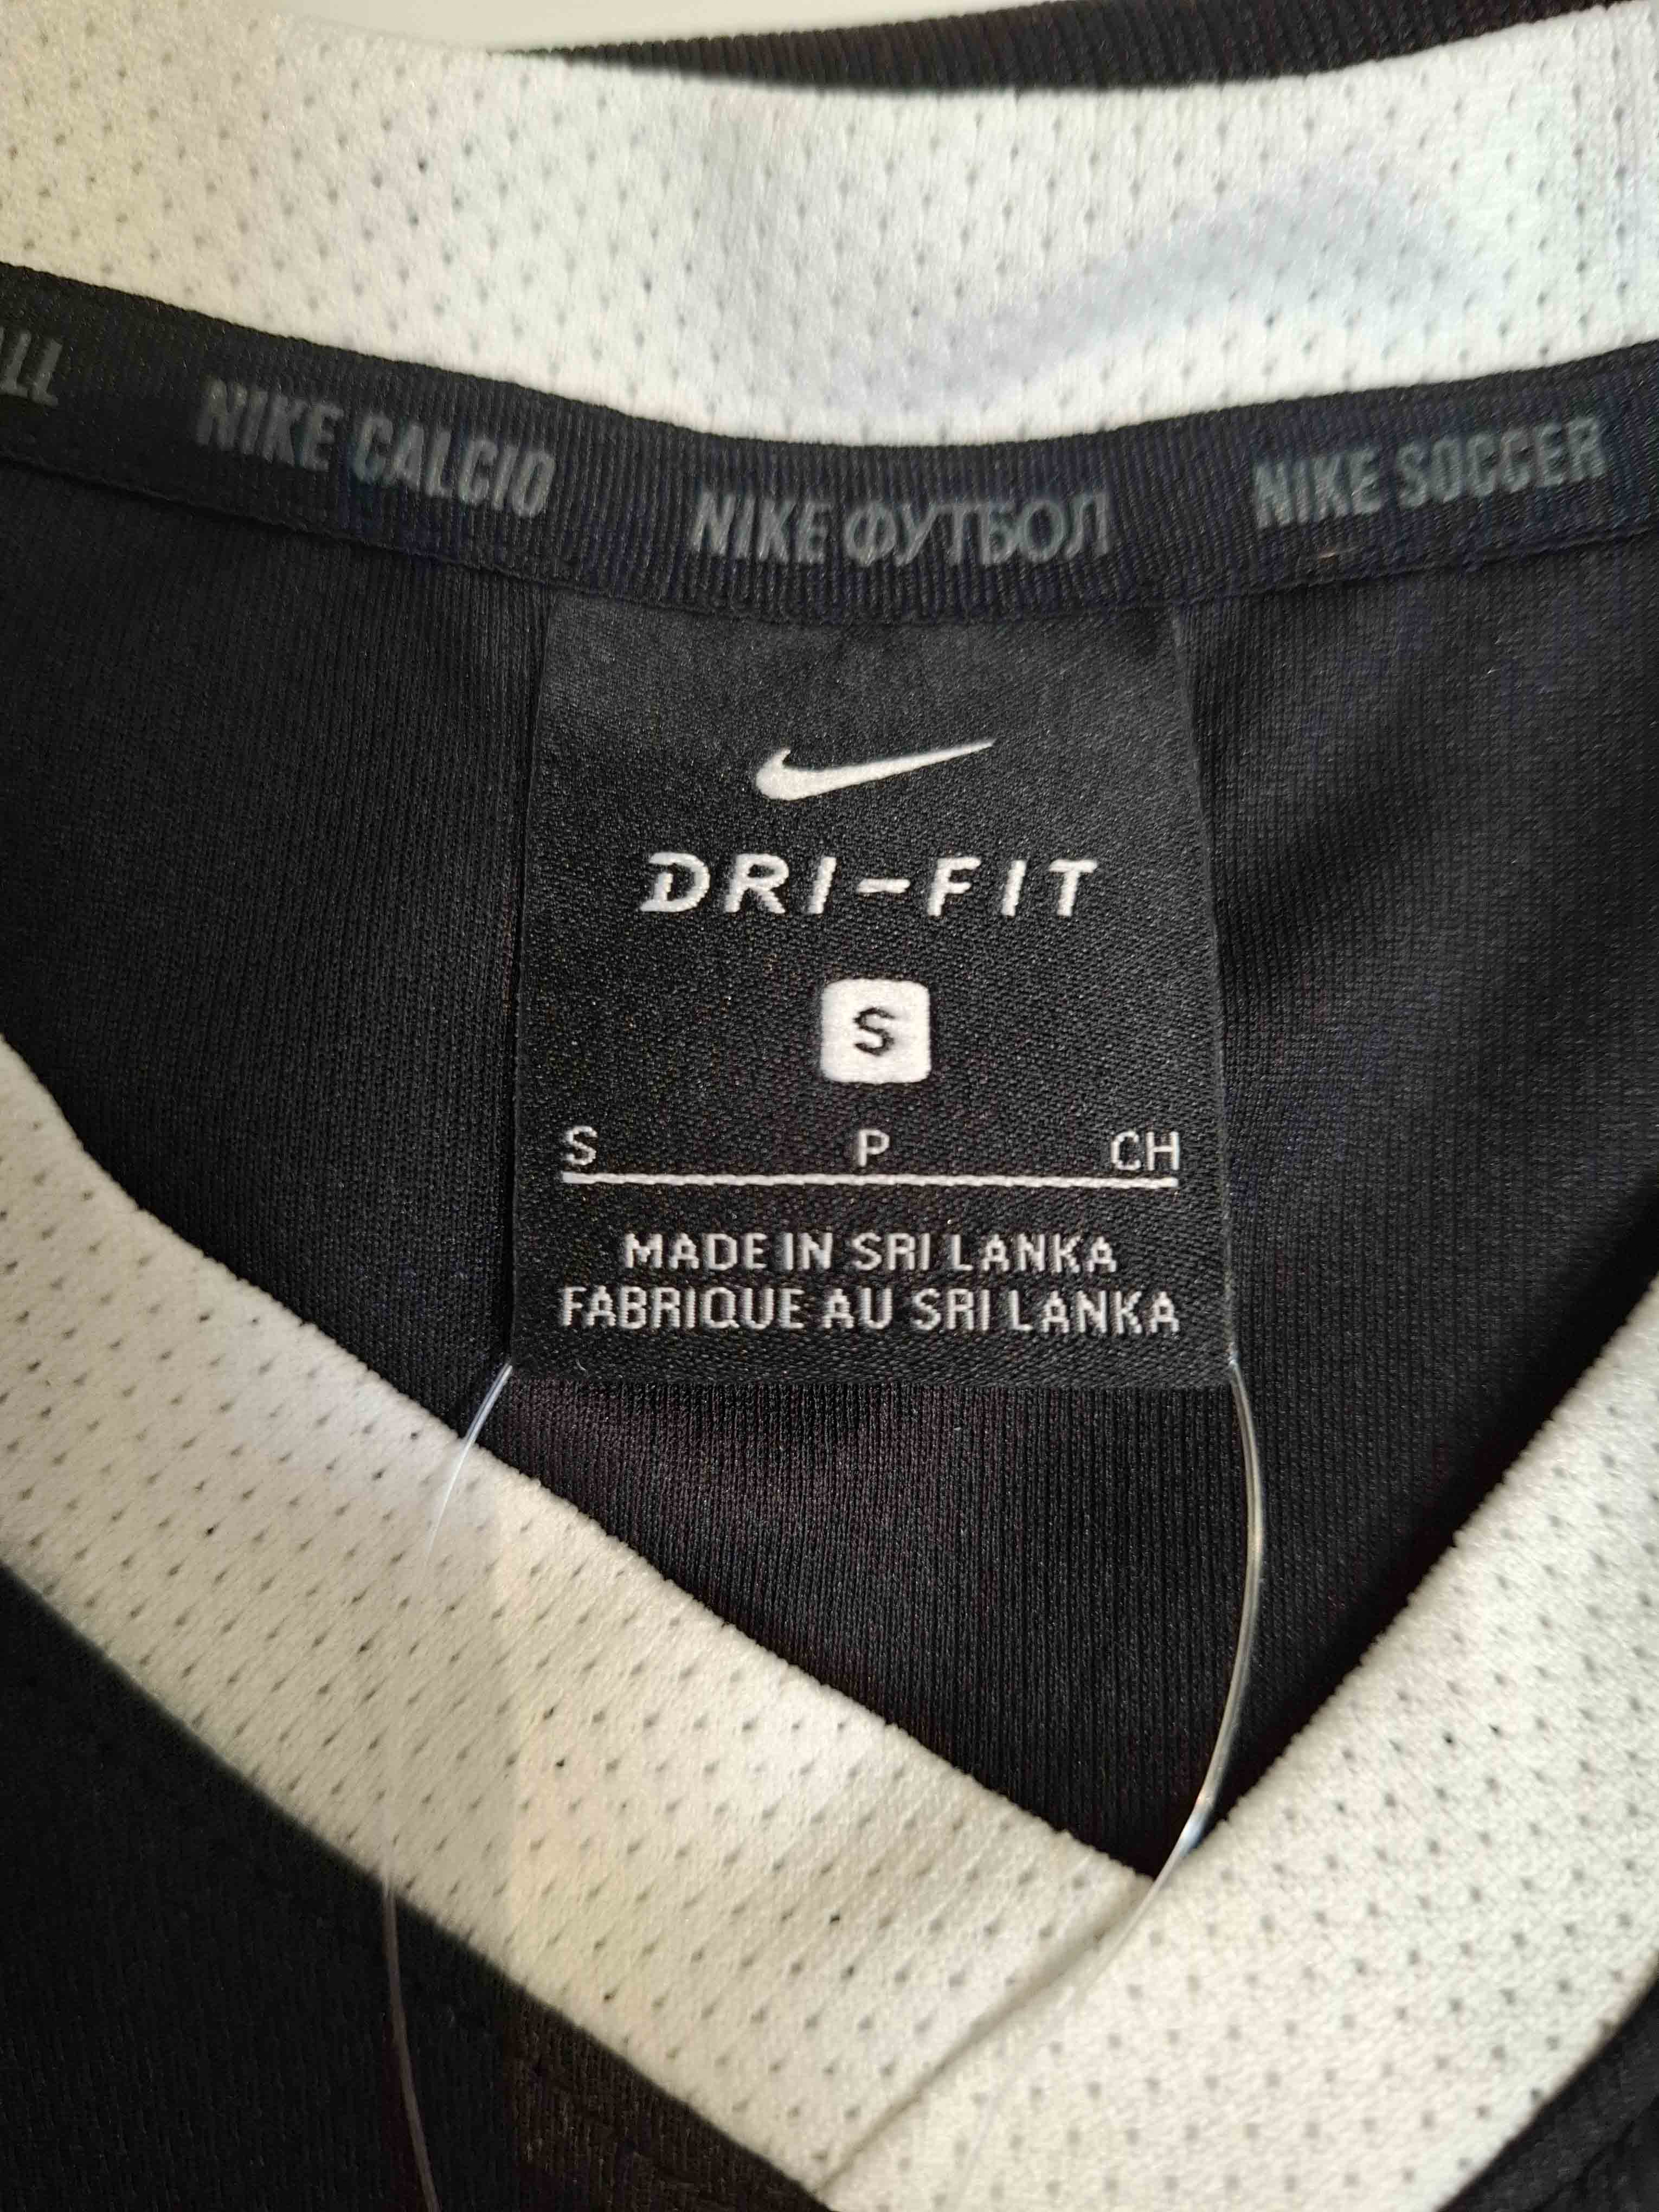 NIKE CALCIO NIKE ФУТБОЛ NIKE SOCCER
DRI-FIT
S
S P CH
MADE IN SRI LANKA
FABRIQUE AU SRI LANKA